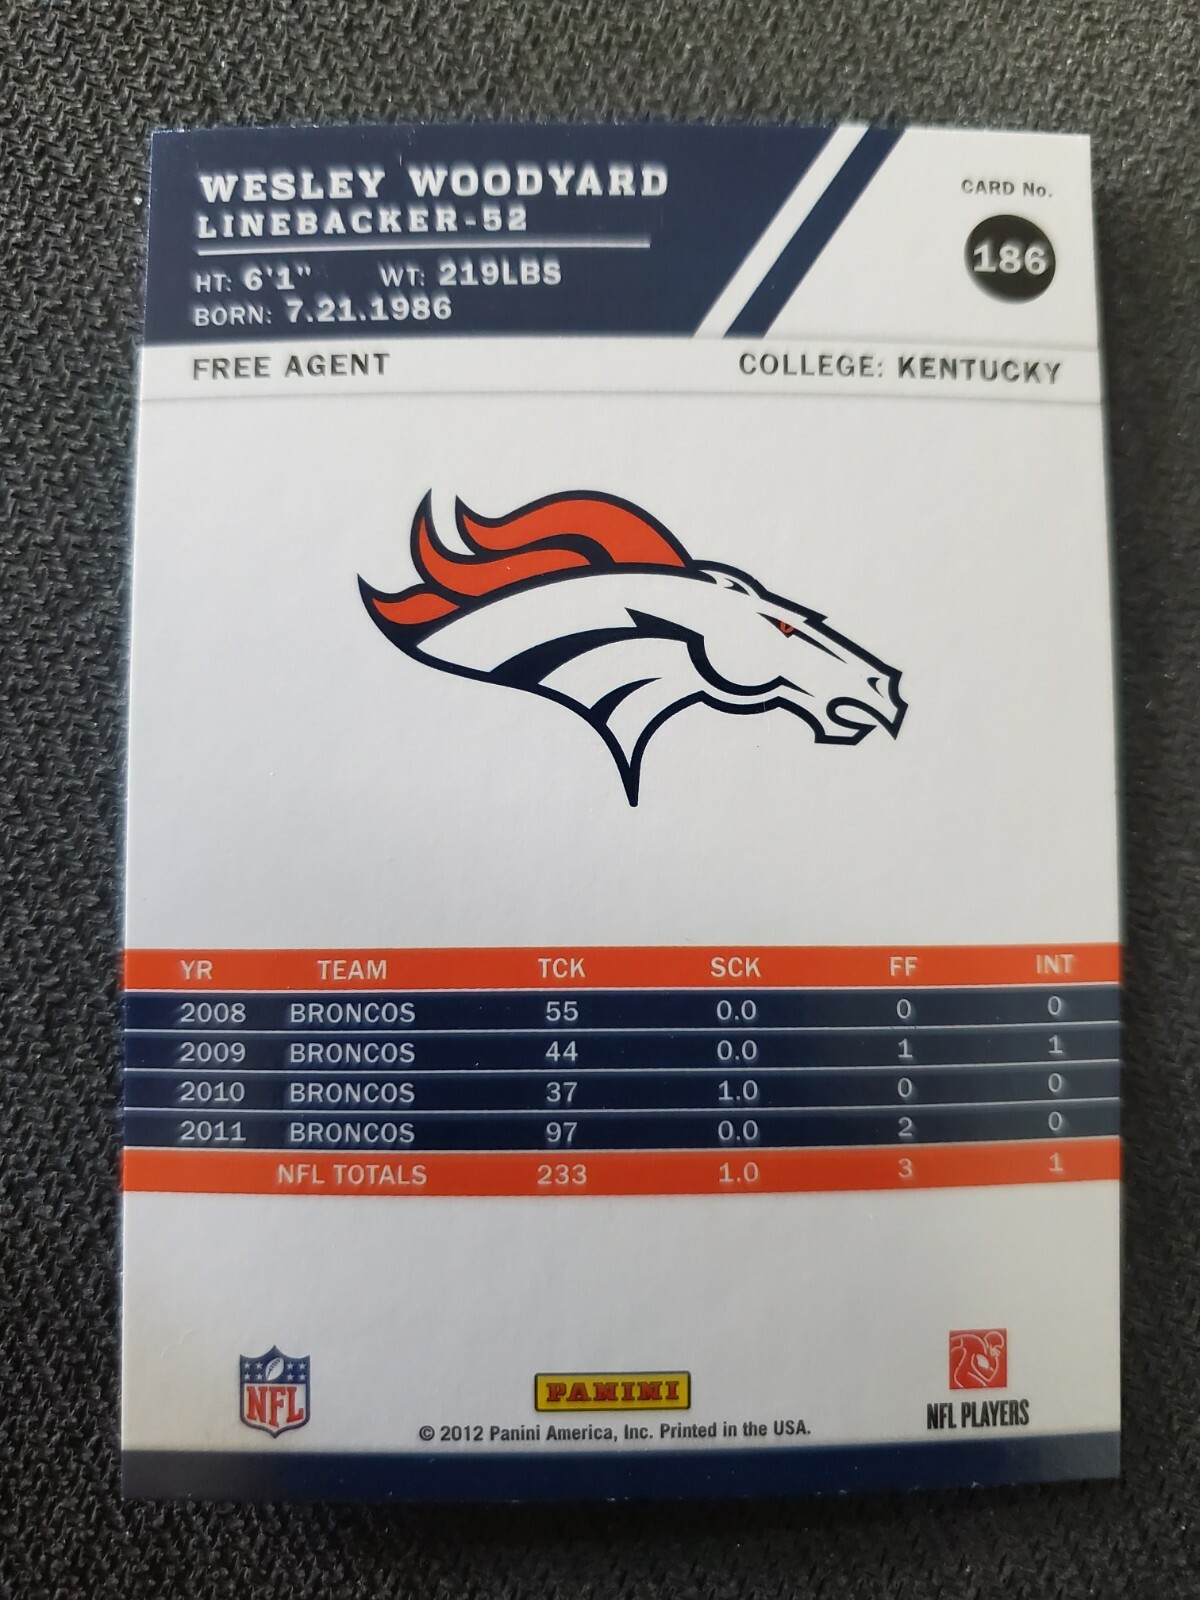 WESLEY WOODYARD
LINEBACKER-52
HT: 6'1" WT: 219LBS
BORN: 7.21.1986
CARD No.
186
FREE AGENT COLLEGE: KENTUCKY
YR TEAM TCK SCK FF INT
2008 BRONCOS 55 0.0 0 0
2009 BRONCOS 44 0.0 1 1
2010 BRONCOS 37 1.0 0 0
2011 BRONCOS 97 0.0 2 0
NFL TOTALS 233 1.0 3 1
NFL
PANINI
NFL PLAYERS
© 2012 Panini America, Inc. Printed in the USA.